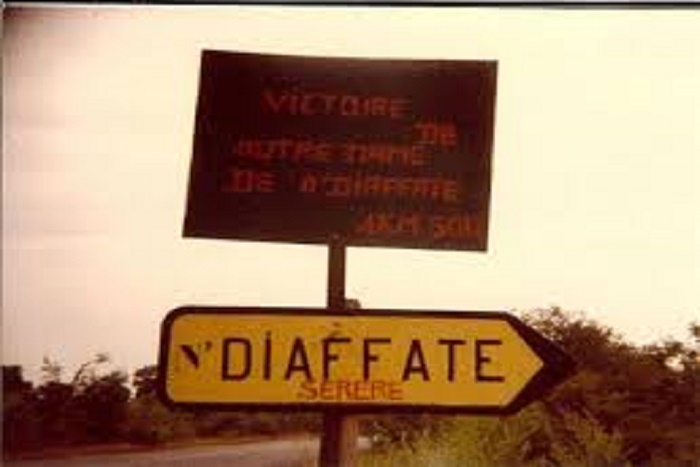 VICTOIRE
DE
NOTRE DAME
DE N'DIAFFATE
N'DIAFFATE
SERERE